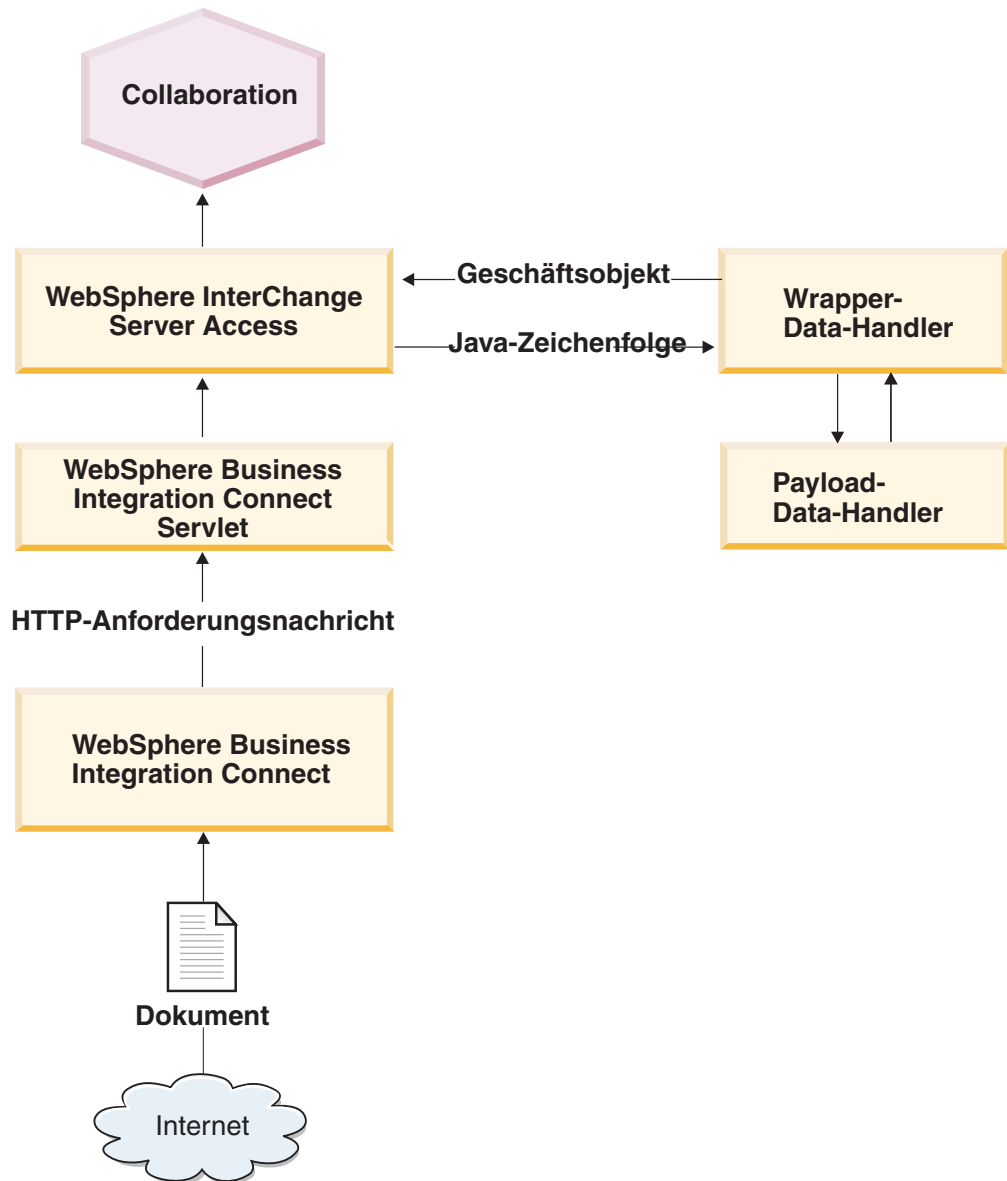 Collaboration
WebSphere InterChange
Server Access
Geschäftsobjekt
Java-Zeichenfolge
Wrapper-
Data-Handler
WebSphere Business
Integration Connect
Servlet
Payload-
Data-Handler
HTTP-Anforderungsnachricht
WebSphere Business
Integration Connect
Dokument
Internet